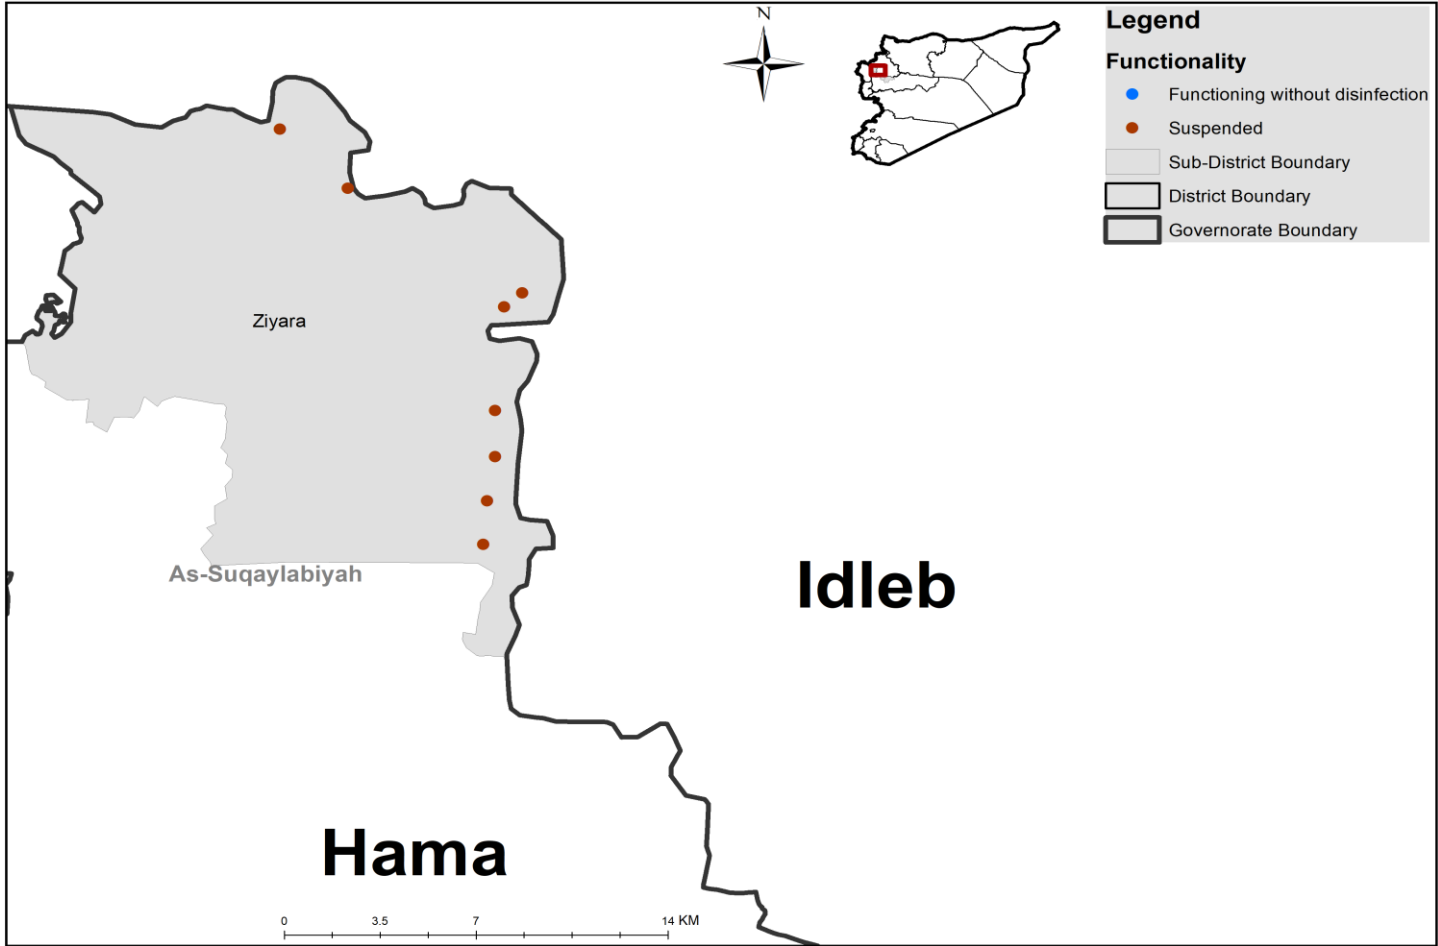 N
Legend
Functionality
Functioning without disinfection
Suspended
Sub-District Boundary
District Boundary
Governorate Boundary
Ziyara
As-Suqaylabiyah
Idleb
Hama
0 3.5 7 14 KM